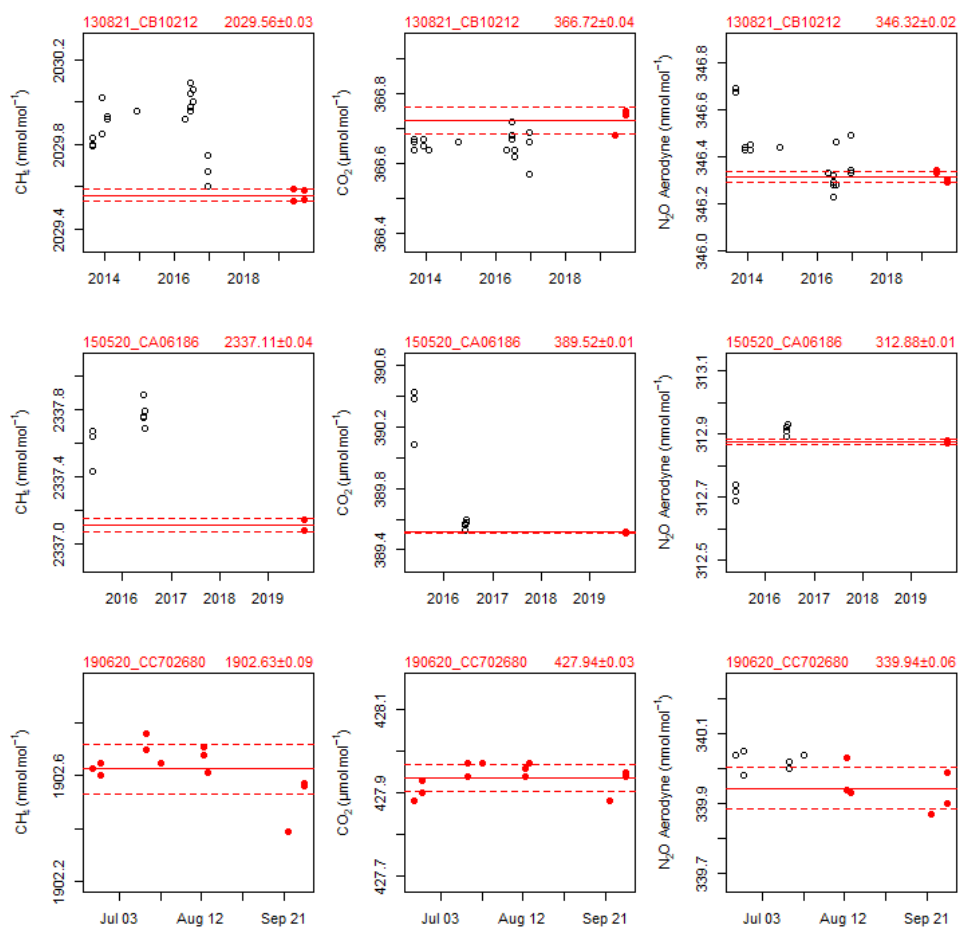 130821_CB10212 2029.56±0.03
CH₄ (nmol mol⁻¹)
2029.4 2029.8 2030.2
2014 2016 2018
130821_CB10212 366.72±0.04
CO₂ (μmol mol⁻¹)
366.4 366.6 366.8
2014 2016 2018
130821_CB10212 346.32±0.02
N₂O Aerodyne (nmol mol⁻¹)
346.0 346.2 346.4 346.6 346.8
2014 2016 2018
150520_CA06186 2337.11±0.04
CH₄ (nmol mol⁻¹)
2337.0 2337.4 2337.8
2016 2017 2018 2019
150520_CA06186 389.52±0.01
CO₂ (μmol mol⁻¹)
389.4 389.8 390.2 390.6
2016 2017 2018 2019
150520_CA06186 312.88±0.01
N₂O Aerodyne (nmol mol⁻¹)
312.5 312.7 312.9 313.1
2016 2017 2018 2019
190620_CC702680 1902.63±0.09
CH₄ (nmol mol⁻¹)
1902.2 1902.6
Jul 03 Aug 12 Sep 21
190620_CC702680 427.94±0.03
CO₂ (μmol mol⁻¹)
427.7 427.9 428.1
Jul 03 Aug 12 Sep 21
190620_CC702680 339.94±0.06
N₂O Aerodyne (nmol mol⁻¹)
339.7 339.9 340.1
Jul 03 Aug 12 Sep 21